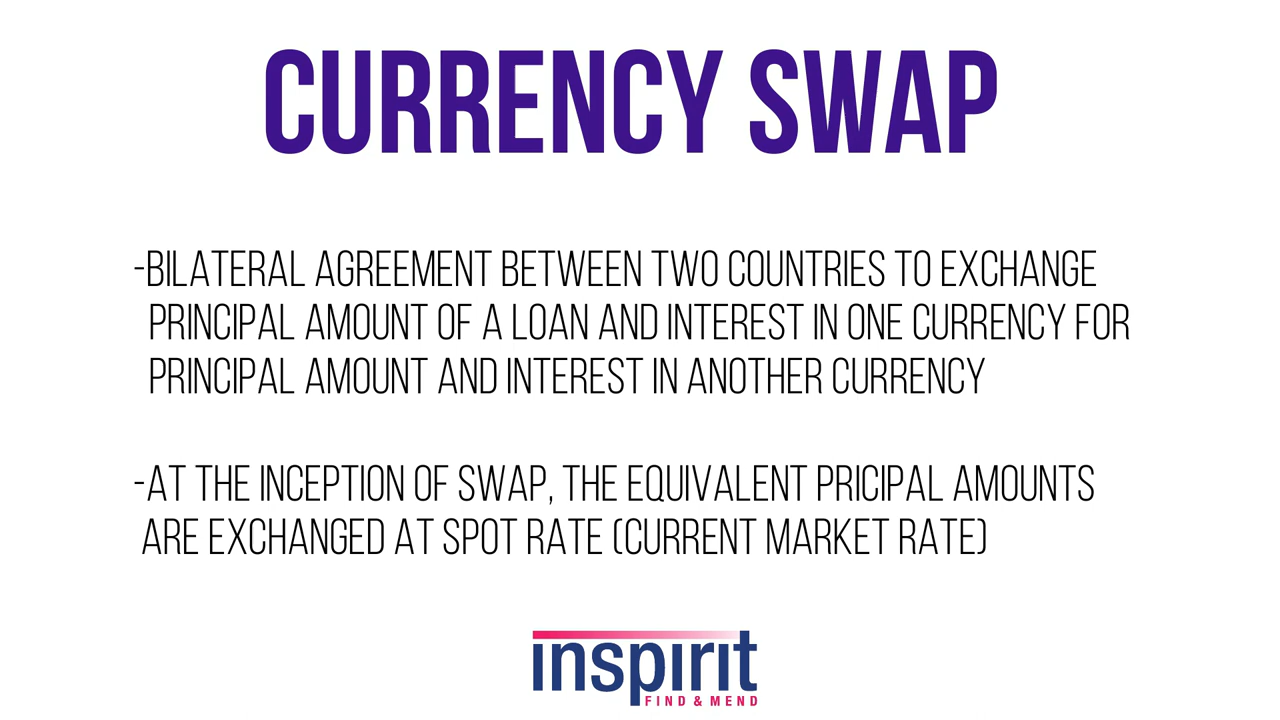 CURRENCY SWAP
-BILATERAL AGREEMENT BETWEEN TWO COUNTRIES TO EXCHANGE
PRINCIPAL AMOUNT OF A LOAN AND INTEREST IN ONE CURRENCY FOR
PRINCIPAL AMOUNT AND INTEREST IN ANOTHER CURRENCY
-AT THE INCEPTION OF SWAP, THE EQUIVALENT PRICIPAL AMOUNTS
ARE EXCHANGED AT SPOT RATE (CURRENT MARKET RATE)
inspirit
FIND & MEND